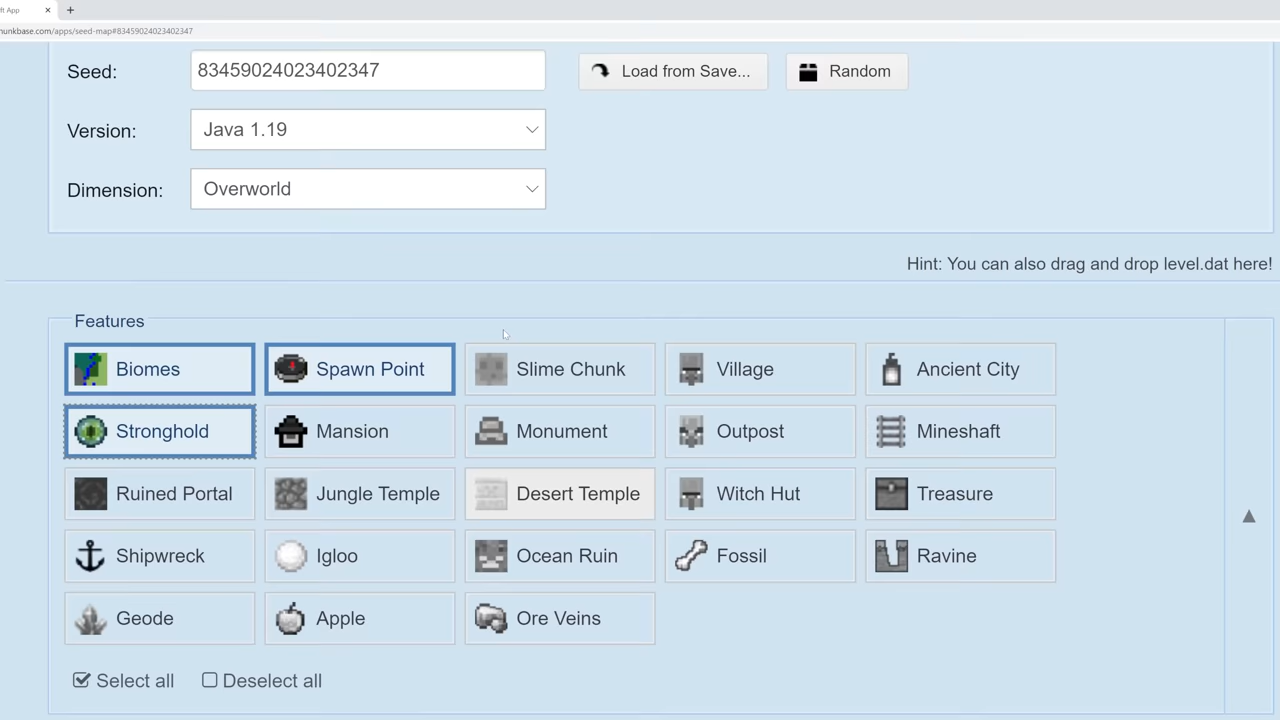 ft App
hunkbase.com/apps/seed-map#83459024023402347
Seed: 83459024023402347 Load from Save... Random
Version: Java 1.19
Dimension: Overworld
Hint: You can also drag and drop level.dat here!
Features
Biomes Spawn Point Slime Chunk Village Ancient City
Stronghold Mansion Monument Outpost Mineshaft
Ruined Portal Jungle Temple Desert Temple Witch Hut Treasure
Shipwreck Igloo Ocean Ruin Fossil Ravine
Geode Apple Ore Veins
Select all Deselect all